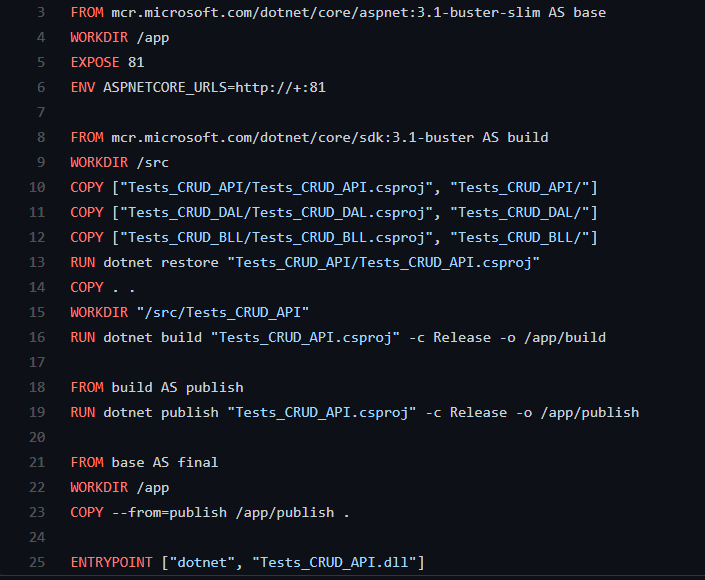 3 FROM mcr.microsoft.com/dotnet/core/aspnet:3.1-buster-slim AS base
4 WORKDIR /app
5 EXPOSE 81
6 ENV ASPNETCORE_URLS=http://+:81
7
8 FROM mcr.microsoft.com/dotnet/core/sdk:3.1-buster AS build
9 WORKDIR /src
10 COPY ["Tests_CRUD_API/Tests_CRUD_API.csproj", "Tests_CRUD_API/"]
11 COPY ["Tests_CRUD_DAL/Tests_CRUD_DAL.csproj", "Tests_CRUD_DAL/"]
12 COPY ["Tests_CRUD_BLL/Tests_CRUD_BLL.csproj", "Tests_CRUD_BLL/"]
13 RUN dotnet restore "Tests_CRUD_API/Tests_CRUD_API.csproj"
14 COPY . .
15 WORKDIR "/src/Tests_CRUD_API"
16 RUN dotnet build "Tests_CRUD_API.csproj" -c Release -o /app/build
17
18 FROM build AS publish
19 RUN dotnet publish "Tests_CRUD_API.csproj" -c Release -o /app/publish
20
21 FROM base AS final
22 WORKDIR /app
23 COPY --from=publish /app/publish .
24
25 ENTRYPOINT ["dotnet", "Tests_CRUD_API.dll"]